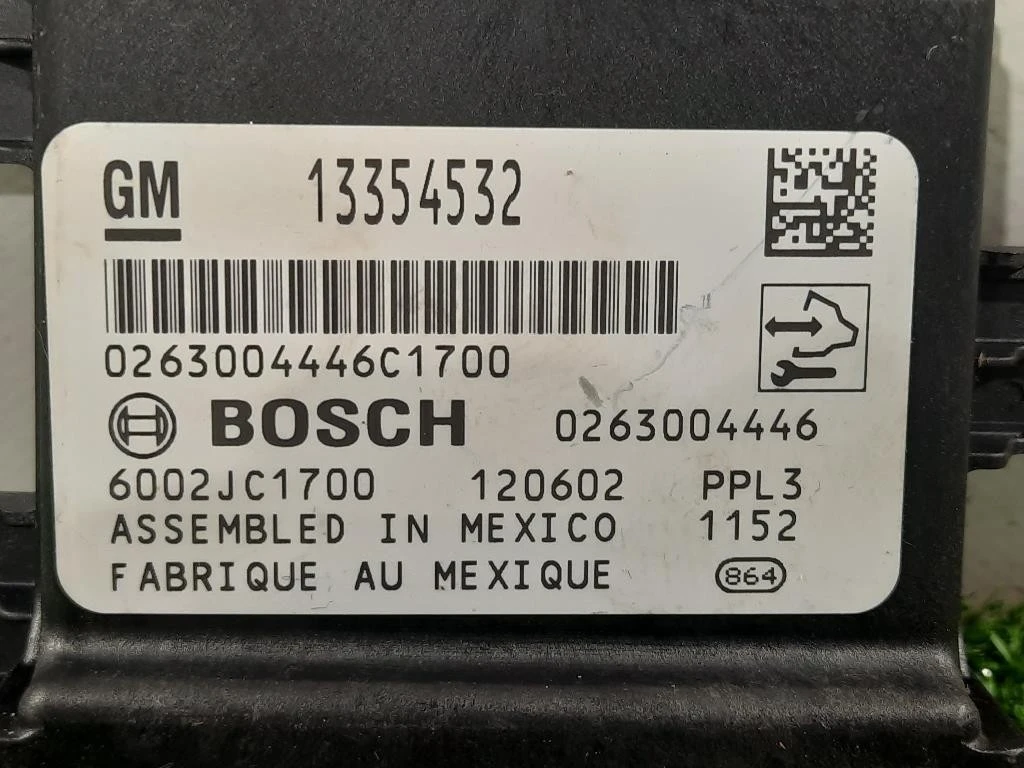 GM 13354532
0263004446C1700
BOSCH 0263004446
6002JC1700 120602 PPL3
ASSEMBLED IN MEXICO 1152
FABRIQUE AU MEXIQUE 864